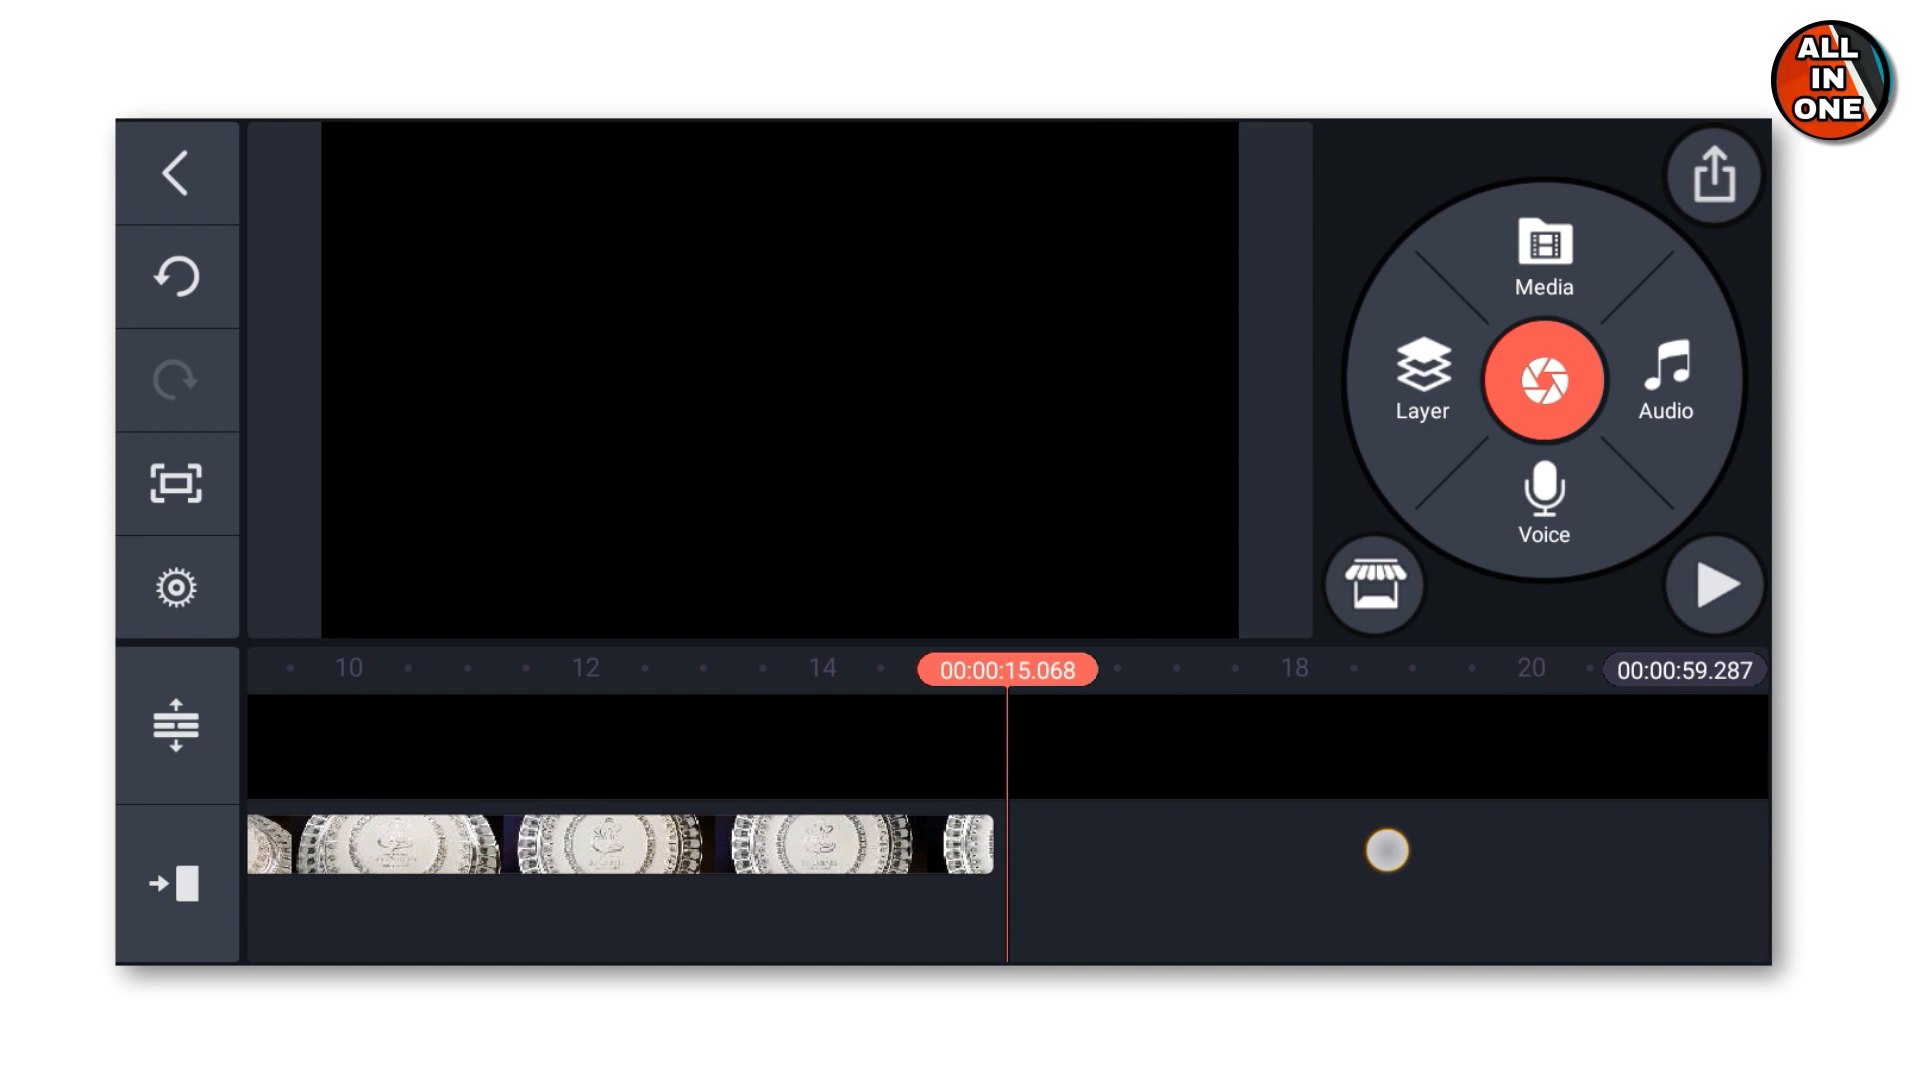 ALL
IN
ONE
Media
Layer
Audio
Voice
10
12
14
00:00:15.068
18
20
00:00:59.287